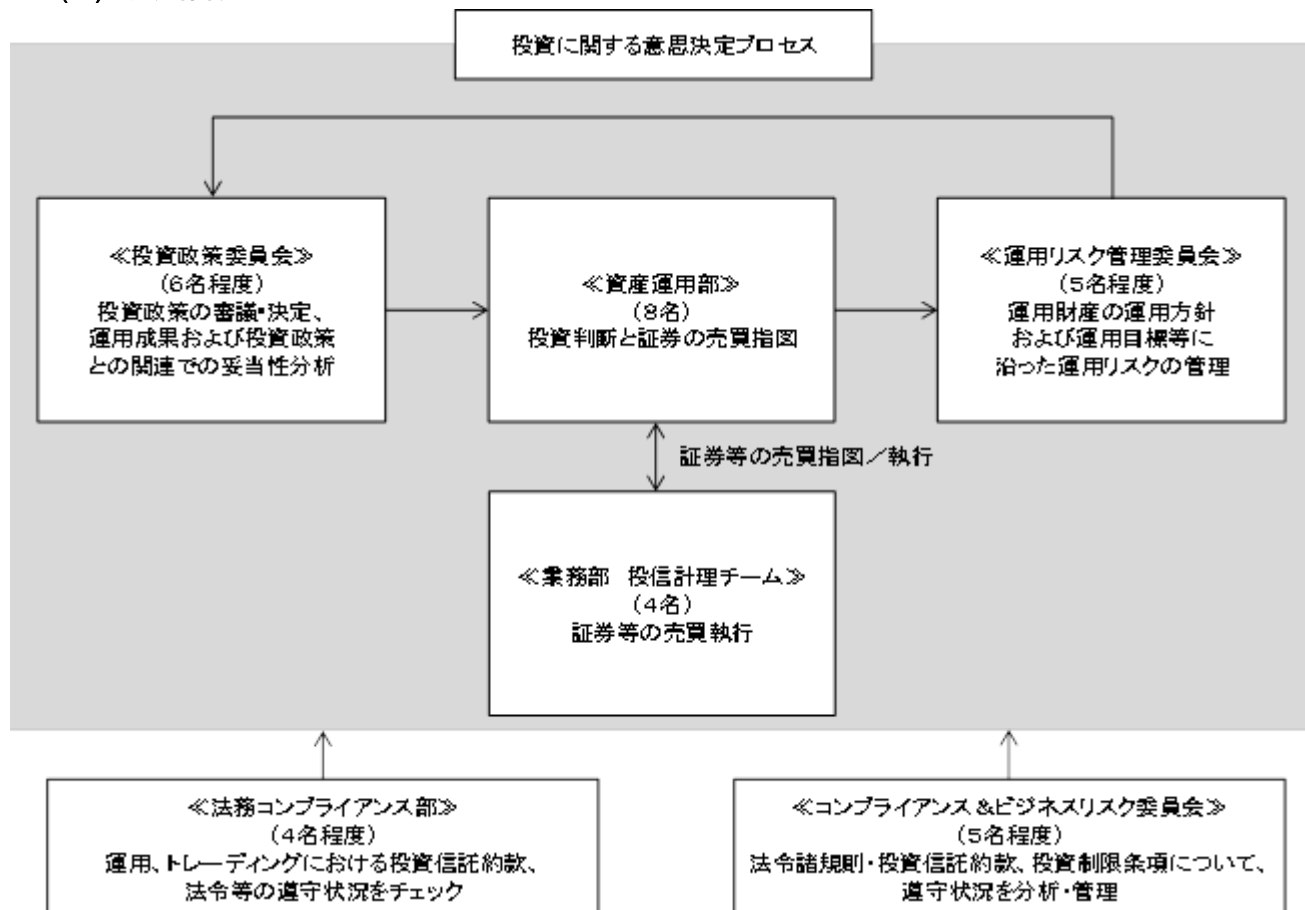 投資に関する意思決定プロセス
≪投資政策委員会≫
(6名程度)
投資政策の審議・決定、
運用成果および投資政策
との関連での妥当性分析
≪資産運用部≫
(8名)
投資判断と証券の売買指図
≪運用リスク管理委員会≫
(5名程度)
運用財産の運用方針
および運用目標等に
沿った運用リスクの管理
証券等の売買指図／執行
≪業務部　投信計理チーム≫
(4名)
証券等の売買執行
≪法務コンプライアンス部≫
(4名程度)
運用、トレーディングにおける投資信託約款、
法令等の遵守状況をチェック
≪コンプライアンス＆ビジネスリスク委員会≫
(5名程度)
法令諸規則・投資信託約款、投資制限条項について、
遵守状況を分析・管理